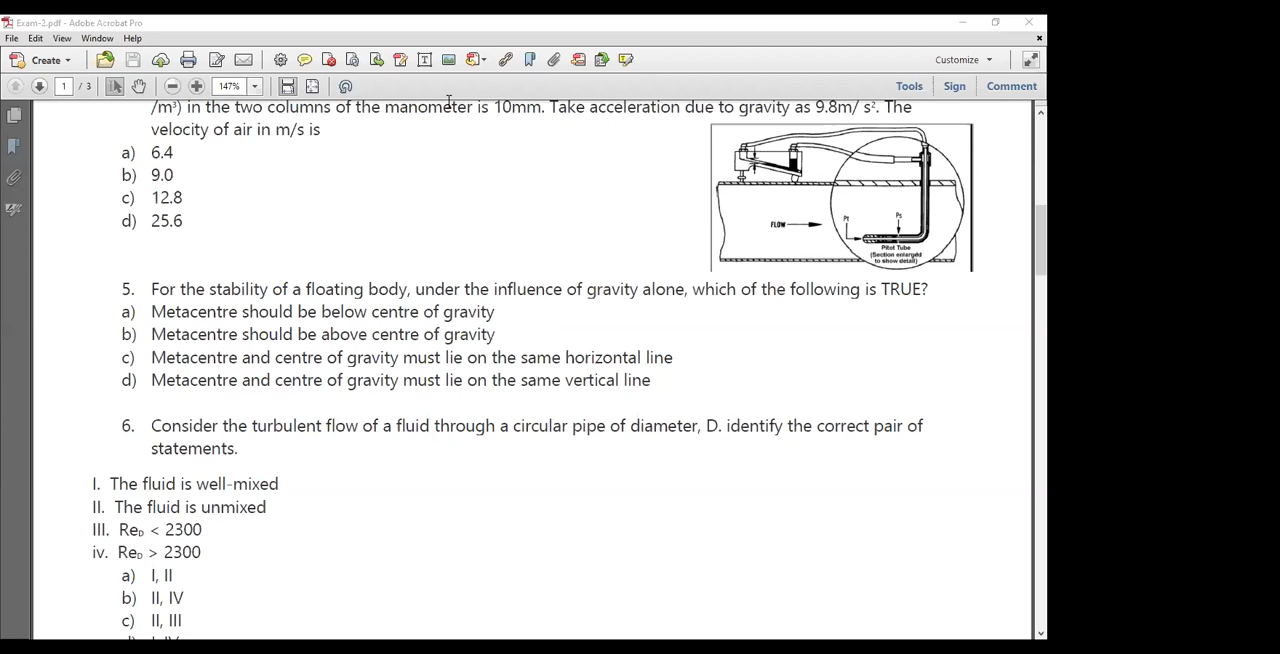 Exam-2.pdf - Adobe Acrobat Pro
File Edit View Window Help
Create Customize
1 / 3 147% Tools Sign Comment
/m³) in the two columns of the manometer is 10mm. Take acceleration due to gravity as 9.8m/ s². The
velocity of air in m/s is
a) 6.4
b) 9.0
c) 12.8
d) 25.6
FLOW
Pt
Ps
Pitot Tube
(Section enlarged
to show detail)
5. For the stability of a floating body, under the influence of gravity alone, which of the following is TRUE?
a) Metacentre should be below centre of gravity
b) Metacentre should be above centre of gravity
c) Metacentre and centre of gravity must lie on the same horizontal line
d) Metacentre and centre of gravity must lie on the same vertical line
6. Consider the turbulent flow of a fluid through a circular pipe of diameter, D. identify the correct pair of
statements.
I. The fluid is well-mixed
II. The fluid is unmixed
III. Re_D < 2300
iv. Re_D > 2300
a) I, II
b) II, IV
c) II, III